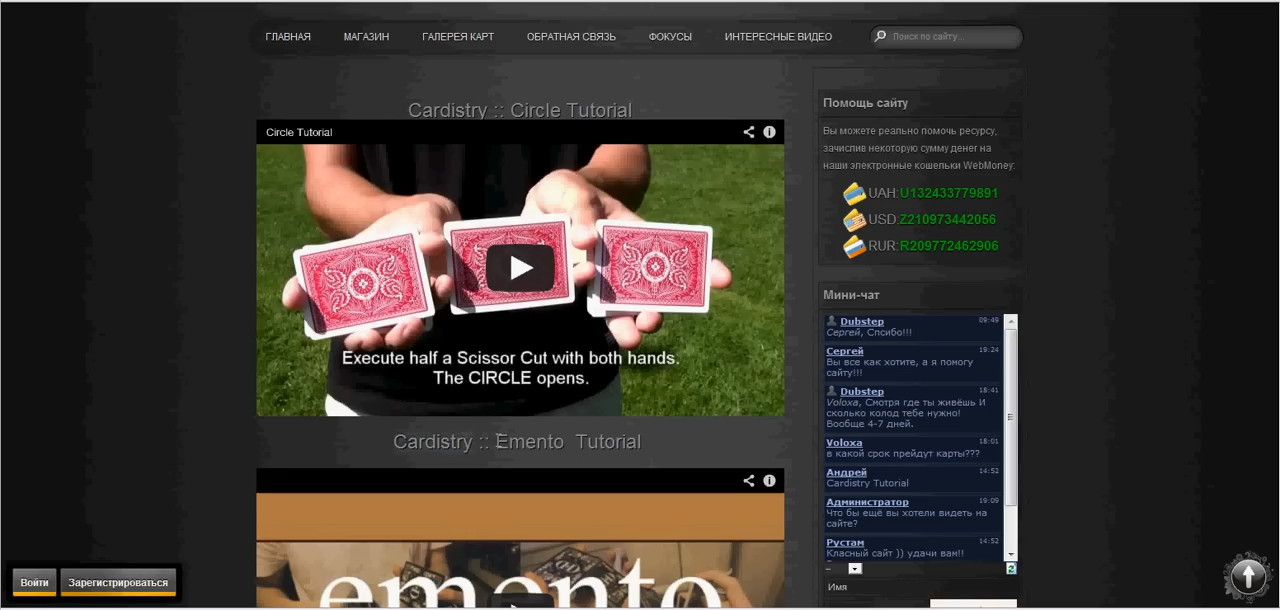 ГЛАВНАЯ МАГАЗИН ГАЛЕРЕЯ КАРТ ОБРАТНАЯ СВЯЗЬ ФОКУСЫ ИНТЕРЕСНЫЕ ВИДЕО Поиск по сайту...
Cardistry :: Circle Tutorial
Circle Tutorial
Execute half a Scissor Cut with both hands.
The CIRCLE opens.
Cardistry :: Emento Tutorial
emento
Помощь сайту
Вы можете реально помочь ресурсу,
зачислив некоторую сумму денег на
наши электронные кошельки WebMoney:
UAH:U132433779891
USD:Z210973442056
RUR:R209772462906
Мини-чат
Dubstep 09:49
Сергей, Спсибо!!!
Сергей 19:24
Вы все как хотите, а я помогу
сайту!!!
Dubstep 18:41
Voloxa, Смотря где ты живёшь И
сколько колод тебе нужно!
Вообще 4-7 дней.
Voloxa 18:01
в какой срок прейдут карты???
Андрей 14:52
Cardistry Tutorial
Администратор 19:09
Что бы ещё вы хотели видеть на
сайте?
Рустам 14:52
Класный сайт )) удачи вам!!
Имя
Войти Зарегистрироваться